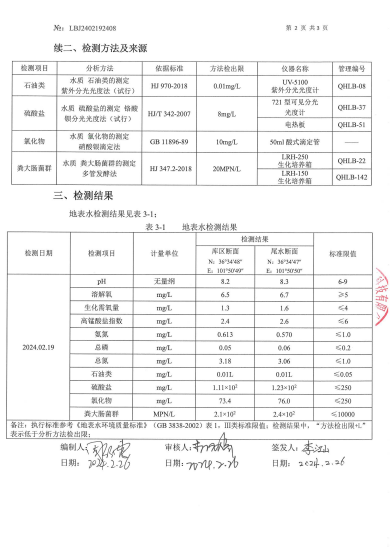 №: LBJ2402192408
第 2 页 共 3 页
续二、检测方法及来源
检测项目 分析方法 依据标准 方法检出限 仪器名称 管理编号
石油类 水质 石油类的测定 紫外分光光度法（试行） HJ 970-2018 0.01mg/L UV-5100 紫外分光光度计 QHLB-08
硫酸盐 水质 硫酸盐的测定 铬酸钡分光光度法（试行） HJ/T 342-2007 8mg/L 721 型可见分光光度计 QHLB-37
电热板 QHLB-51
氯化物 水质 氯化物的测定 硝酸银滴定法 GB 11896-89 10mg/L 50ml 酸式滴定管 ——
粪大肠菌群 水质 粪大肠菌群的测定 多管发酵法 HJ 347.2-2018 20MPN/L LRH-250 生化培养箱 QHLB-22
LRH-150 生化培养箱 QHLB-142
三、检测结果
地表水检测结果见表 3-1;
表 3-1 地表水检测结果
检测日期 检测项目 计量单位 检测结果 标准限值
库区断面 尾水断面
N：36°34′48″ N：36°34′47″
E：101°50′49″ E：101°50′50″
2024.02.19
pH 无量纲 8.2 8.3 6-9
溶解氧 mg/L 6.5 6.7 ≥5
生化需氧量 mg/L 1.3 1.6 ≤4
高锰酸盐指数 mg/L 2.4 2.6 ≤6
氨氮 mg/L 0.613 0.570 ≤1.0
总磷 mg/L 0.05 0.06 ≤0.2
总氮 mg/L 3.18 3.06 ≤1.0
石油类 mg/L 0.01L 0.01L ≤0.05
硫酸盐 mg/L 1.11×10² 1.23×10² ≤250
氯化物 mg/L 73.4 76.0 ≤250
粪大肠菌群 MPN/L 2.1×10² 2.4×10² ≤10000
备注：执行标准参考《地表水环境质量标准》（GB 3838-2002）表 1，Ⅲ类标准限值；检测结果中，“方法检出限+L”
表示低于分析方法检出限；
编制人: 审核人: 签发人:
日期: 2024.2.26 日期: 2024.2.26 日期: 2024.2.26